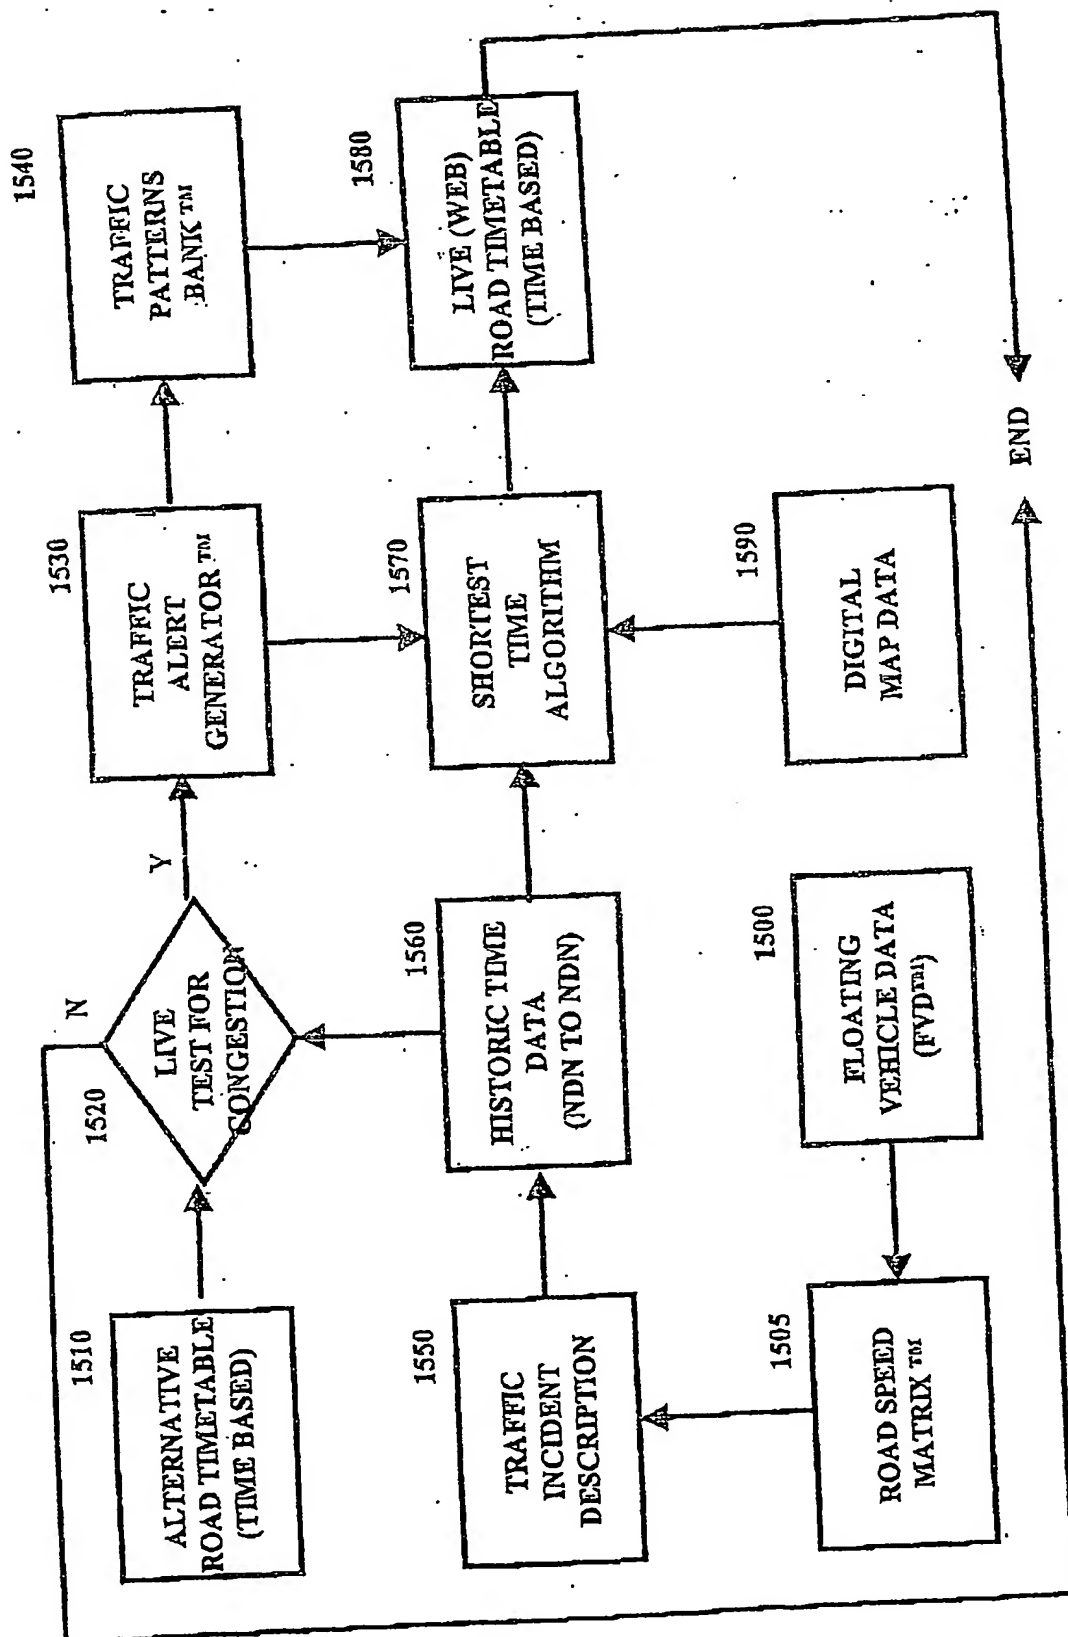 1510
ALTERNATIVE
ROAD TIMETABLE
(TIME BASED)
1520
LIVE
TEST FOR
CONGESTION
N
Y
1530
TRAFFIC
ALERT
GENERATOR™
1540
TRAFFIC
PATTERNS
BANK™
1550
TRAFFIC
INCIDENT
DESCRIPTION
1560
HISTORIC TIME
DATA
(NDN TO NDN)
1570
SHORTEST
TIME
ALGORITHM
1580
LIVE (WEB)
ROAD TIMETABLE
(TIME BASED)
1505
ROAD SPEED
MATRIX™
1500
FLOATING
VEHICLE DATA
(FVD™)
1590
DIGITAL
MAP DATA
END